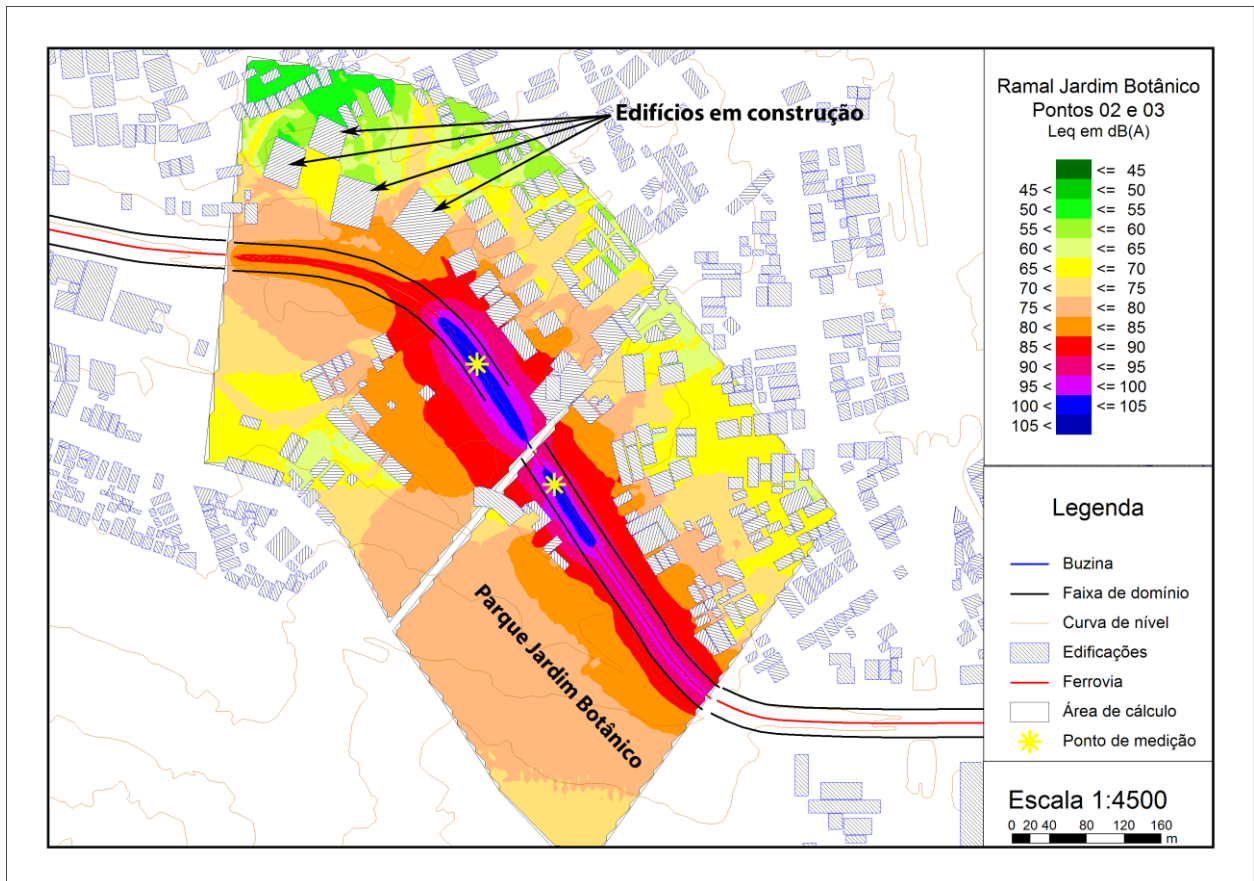 Edifícios em construção
Parque Jardim Botânico
Ramal Jardim Botânico
Pontos 02 e 03
Leq em dB(A)
<= 45
45 < <= 50
50 < <= 55
55 < <= 60
60 < <= 65
65 < <= 70
70 < <= 75
75 < <= 80
80 < <= 85
85 < <= 90
90 < <= 95
95 < <= 100
100 < <= 105
105 <
Legenda
Buzina
Faixa de domínio
Curva de nível
Edificações
Ferrovia
Área de cálculo
Ponto de medição
Escala 1:4500
0 20 40 80 120 160
m